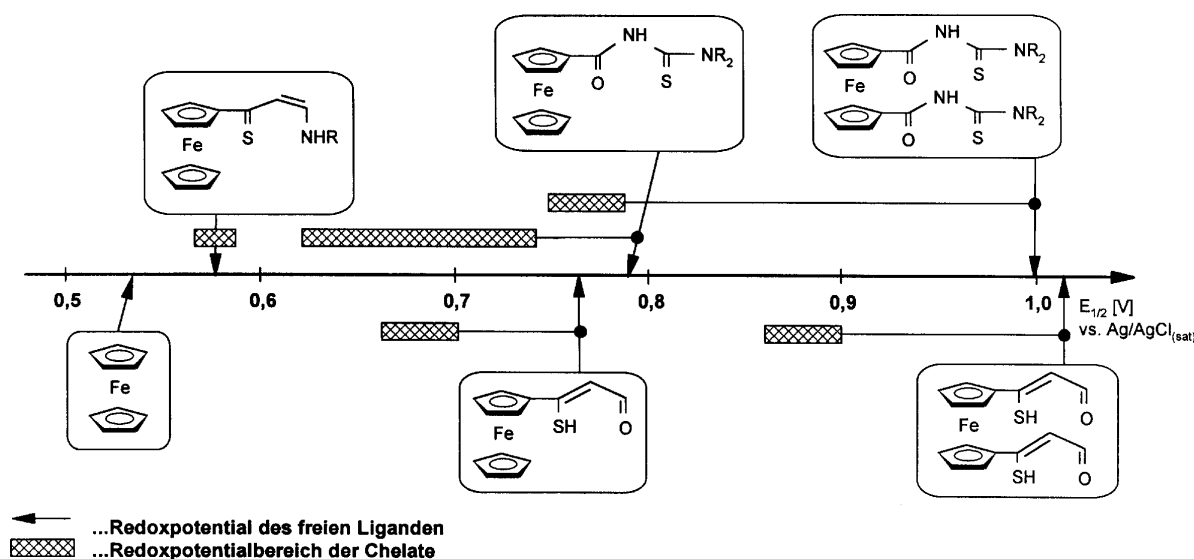 NH
NR2
O
S
Fe
NH
NR2
O
S
Fe
NH
NR2
O
S
S
NHR
Fe
0,5
0,6
0,7
0,8
0,9
1,0
E1/2 [V]
vs. Ag/AgCl(sat)
Fe
SH
O
Fe
SH
O
Fe
SH
O
...Redoxpotential des freien Liganden
...Redoxpotentialbereich der Chelate